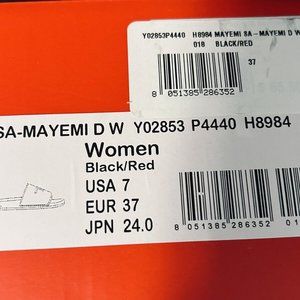 Y02853P4440 H8984 MAYEMI SA-MAYEMI D W
018 BLACK/RED
37
8 051385 286352
SA-MAYEMI D W Y02853 P4440 H8984
Women
Black/Red
USA 7
EUR 37
JPN 24.0
8 051385 286352